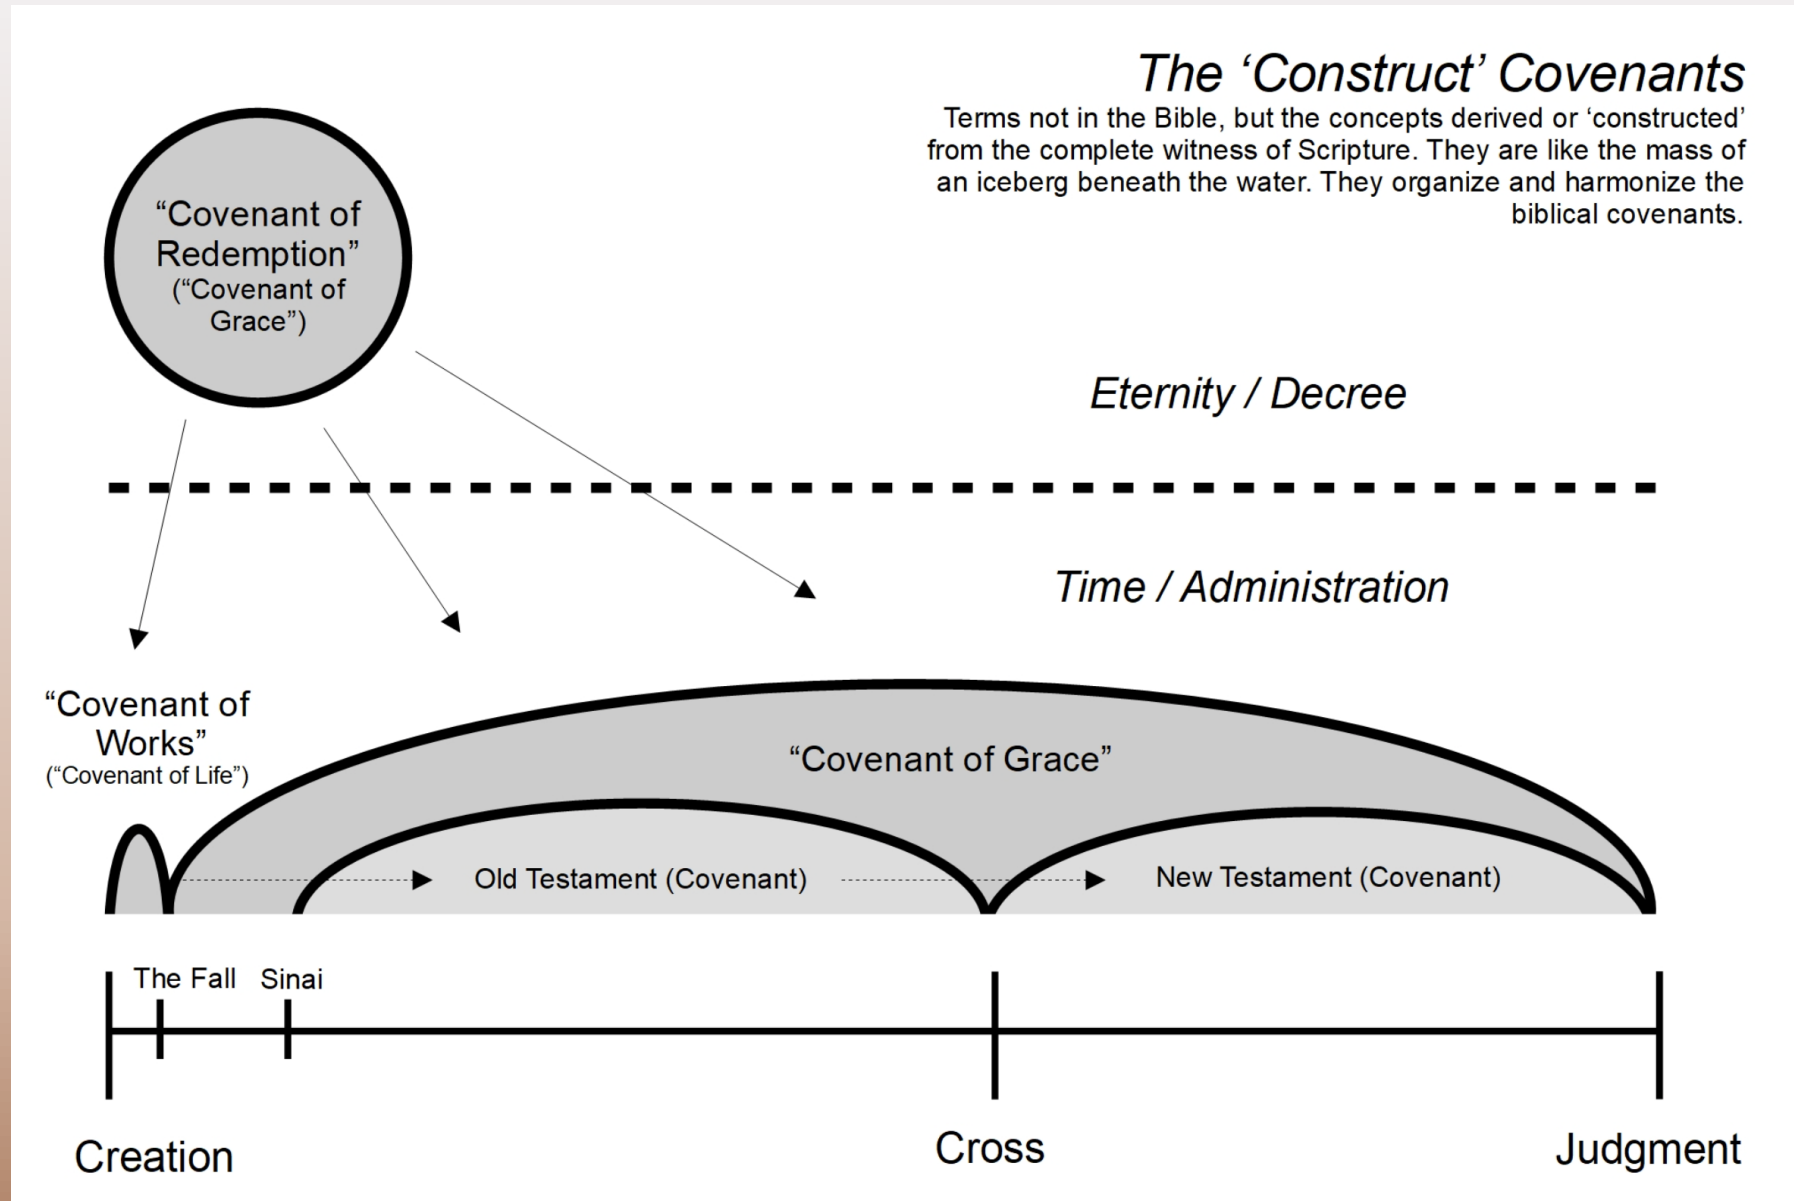 The ‘Construct’ Covenants
Terms not in the Bible, but the concepts derived or ‘constructed’
from the complete witness of Scripture. They are like the mass of
an iceberg beneath the water. They organize and harmonize the
biblical covenants.
“Covenant of
Redemption”
(“Covenant of
Grace”)
Eternity / Decree
Time / Administration
“Covenant of
Works”
(“Covenant of Life”)
“Covenant of Grace”
Old Testament (Covenant)
New Testament (Covenant)
The Fall
Sinai
Creation
Cross
Judgment